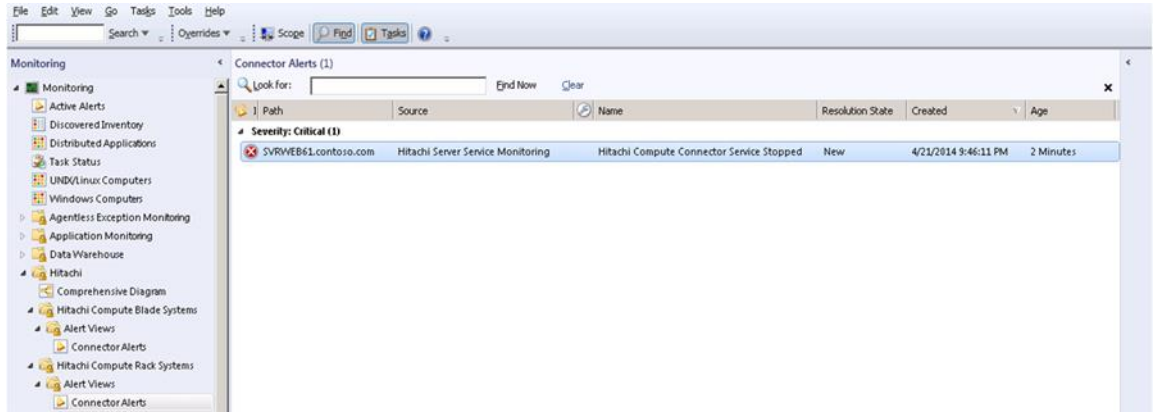 File Edit View Go Tasks Tools Help
Search Overrides Scope Find Tasks
Monitoring
Connector Alerts (1)
Monitoring
Active Alerts
Discovered Inventory
Distributed Applications
Task Status
UNIX/Linux Computers
Windows Computers
Agentless Exception Monitoring
Application Monitoring
Data Warehouse
Hitachi
Comprehensive Diagram
Hitachi Compute Blade Systems
Alert Views
Connector Alerts
Hitachi Compute Rack Systems
Alert Views
Connector Alerts
Look for: Find Now Clear
Path Source Name Resolution State Created Age
Severity: Critical (1)
SVRWEB61.contoso.com Hitachi Server Service Monitoring Hitachi Compute Connector Service Stopped New 4/21/2014 9:46:11 PM 2 Minutes